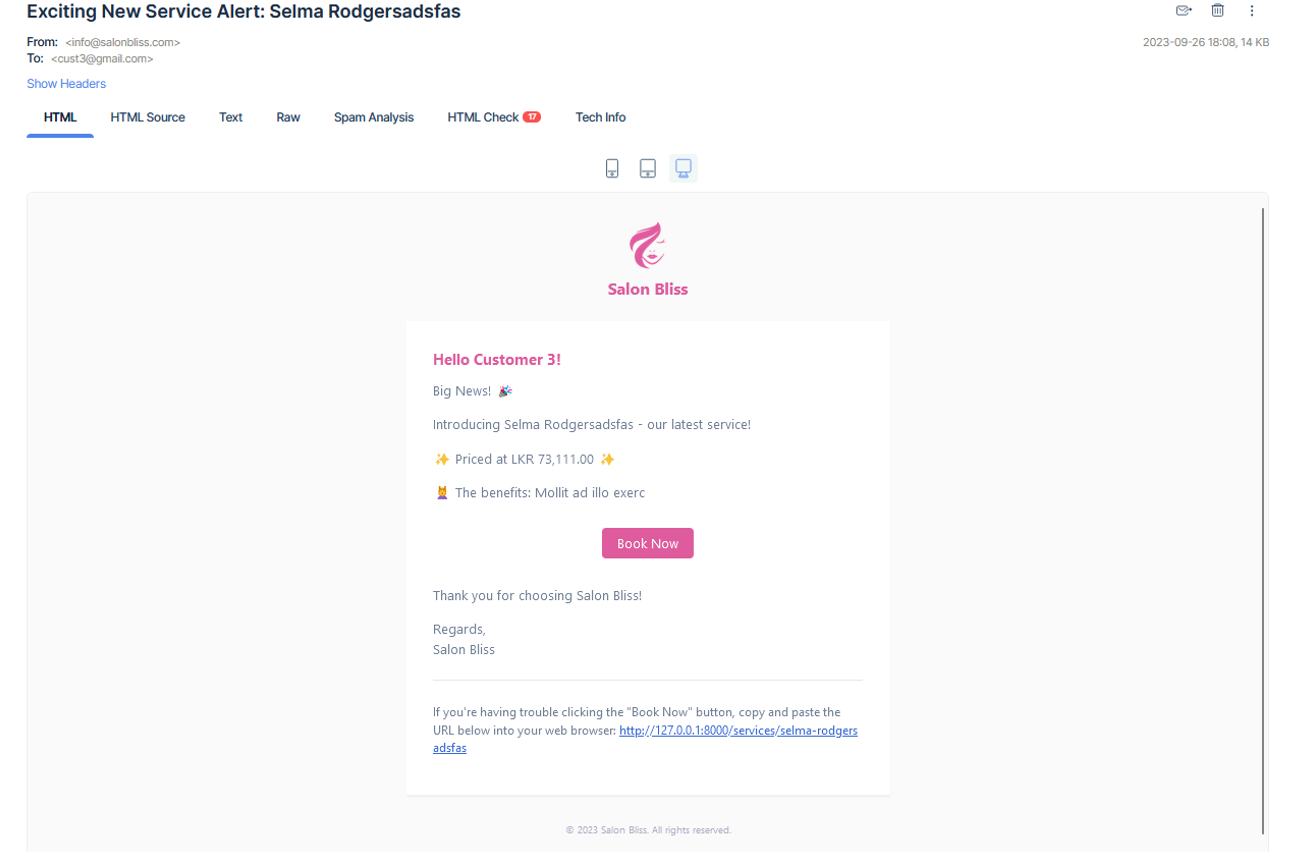 Exciting New Service Alert: Selma Rodgersadsfas
From: <info@salonbliss.com>
2023-09-26 18:08, 14 KB
To: <cust3@gmail.com>
Show Headers
HTML HTML Source Text Raw Spam Analysis HTML Check 17 Tech Info
Salon Bliss
Hello Customer 3!
Big News! 🎉
Introducing Selma Rodgersadsfas - our latest service!
✨ Priced at LKR 73,111.00 ✨
💆 The benefits: Mollit ad illo exerc
Book Now
Thank you for choosing Salon Bliss!
Regards,
Salon Bliss
If you're having trouble clicking the "Book Now" button, copy and paste the
URL below into your web browser: http://127.0.0.1:8000/services/selma-rodgers
adsfas
© 2023 Salon Bliss. All rights reserved.